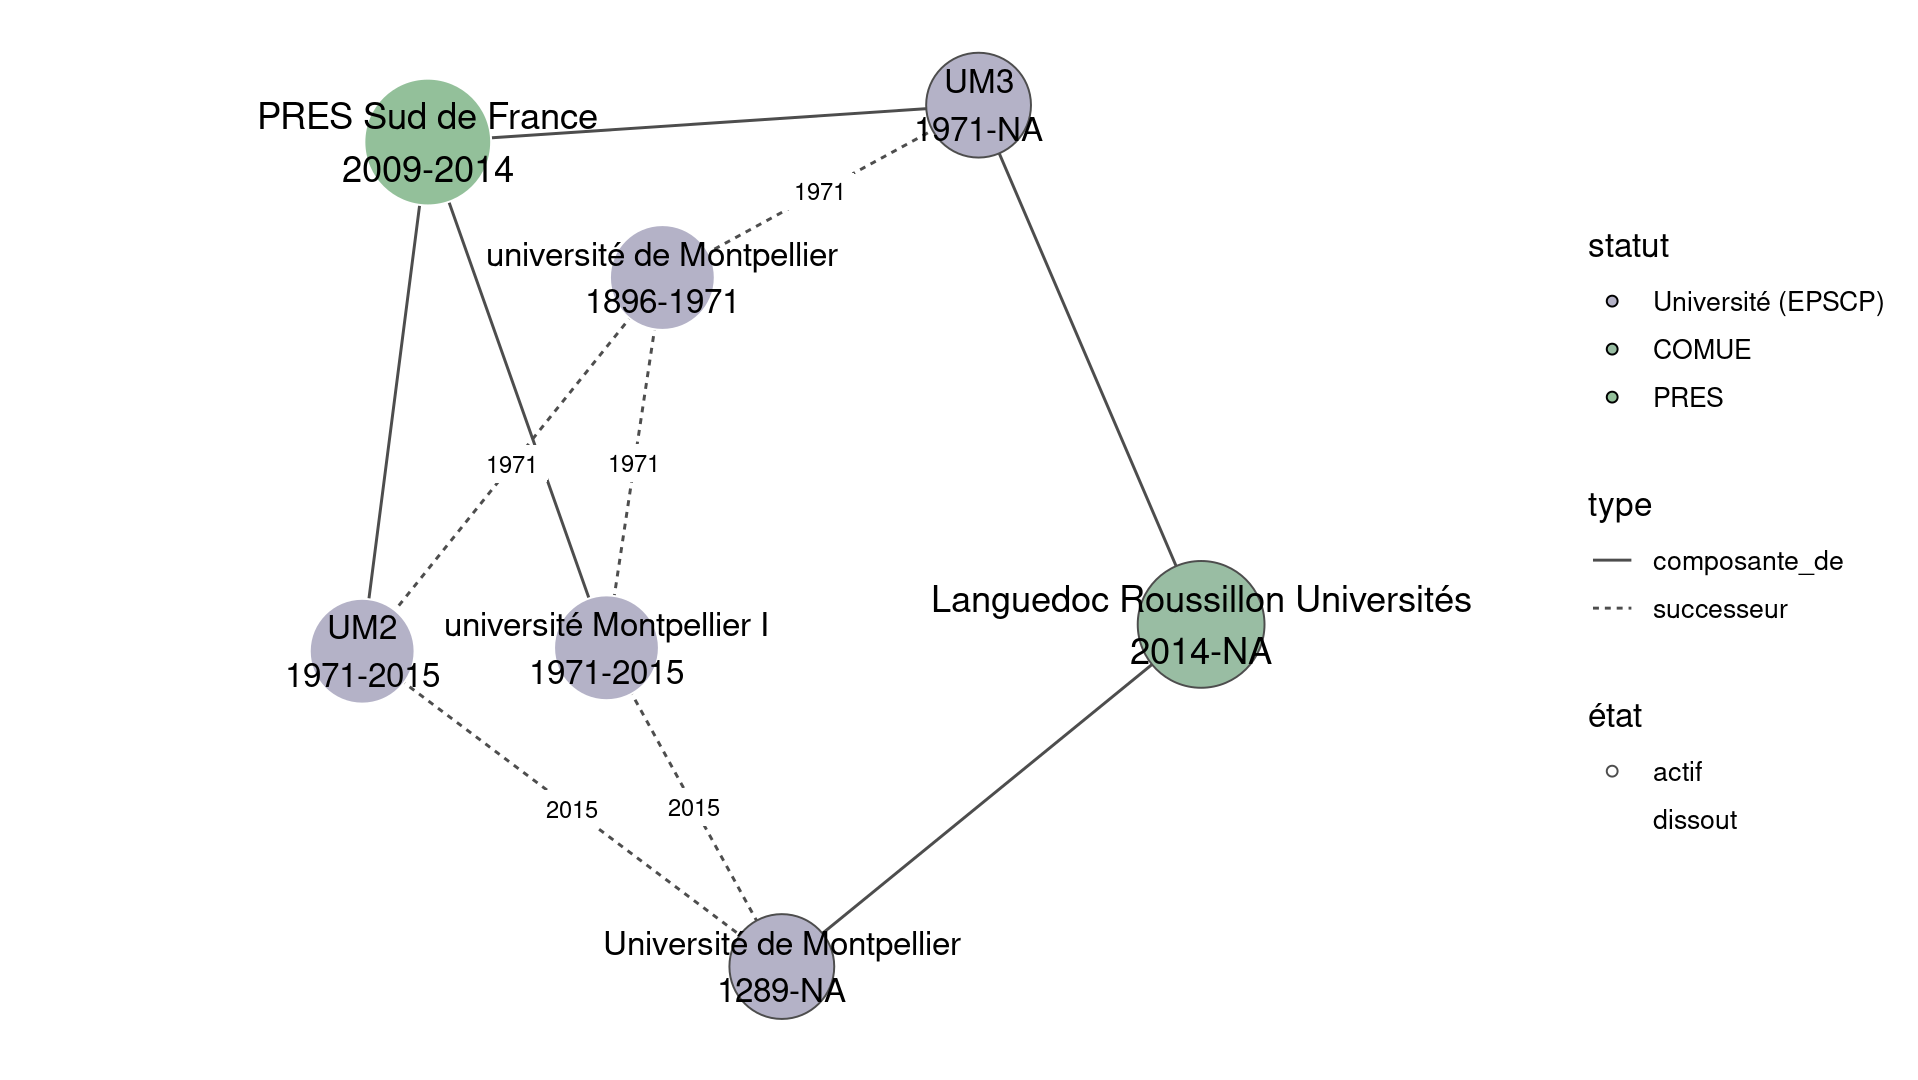 UM3
1971-NA
PRES Sud de France
2009-2014
1971
université de Montpellier
1896-1971
1971
1971
UM2
1971-2015
université Montpellier I
1971-2015
Languedoc Roussillon Universités
2014-NA
2015
2015
Université de Montpellier
1289-NA
statut
Université (EPSCP)
COMUE
PRES
type
composante_de
successeur
état
actif
dissout